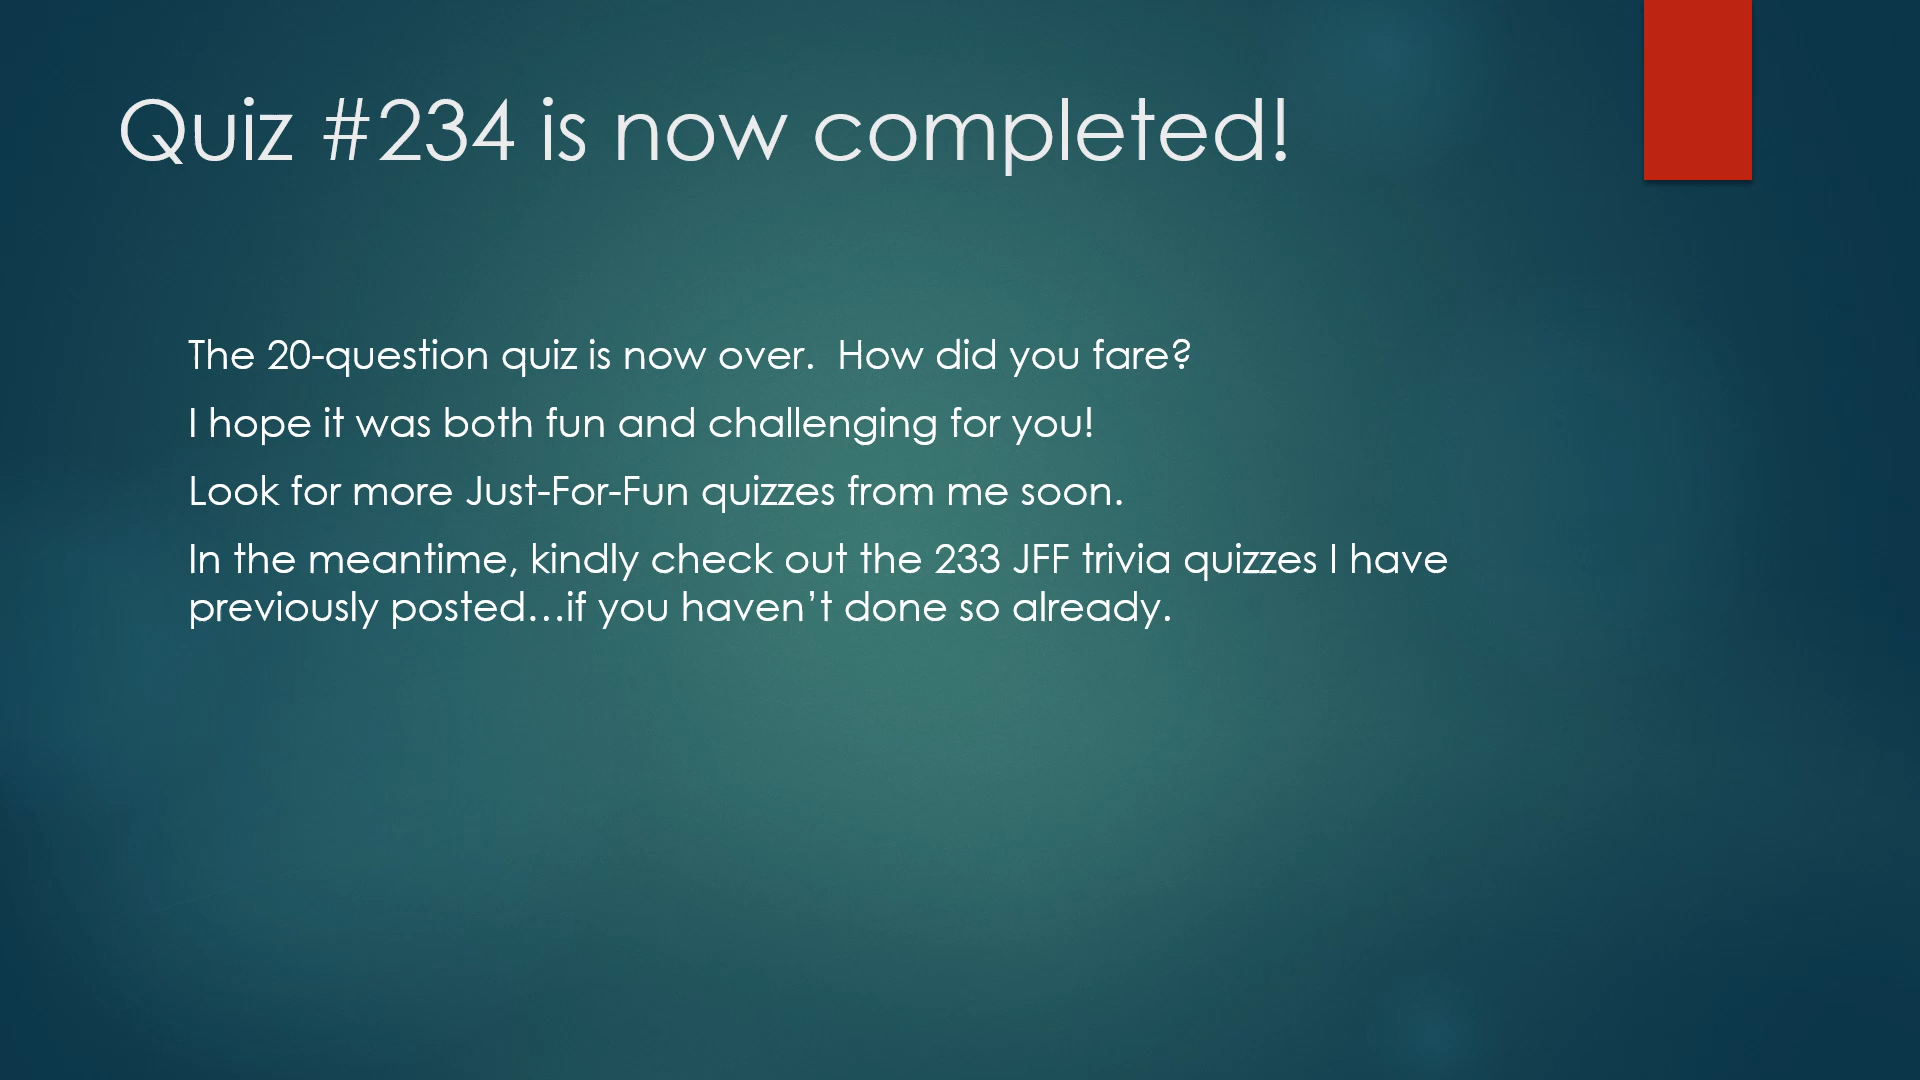 Quiz #234 is now completed!
The 20-question quiz is now over.  How did you fare?
I hope it was both fun and challenging for you!
Look for more Just-For-Fun quizzes from me soon.
In the meantime, kindly check out the 233 JFF trivia quizzes I have
previously posted…if you haven’t done so already.